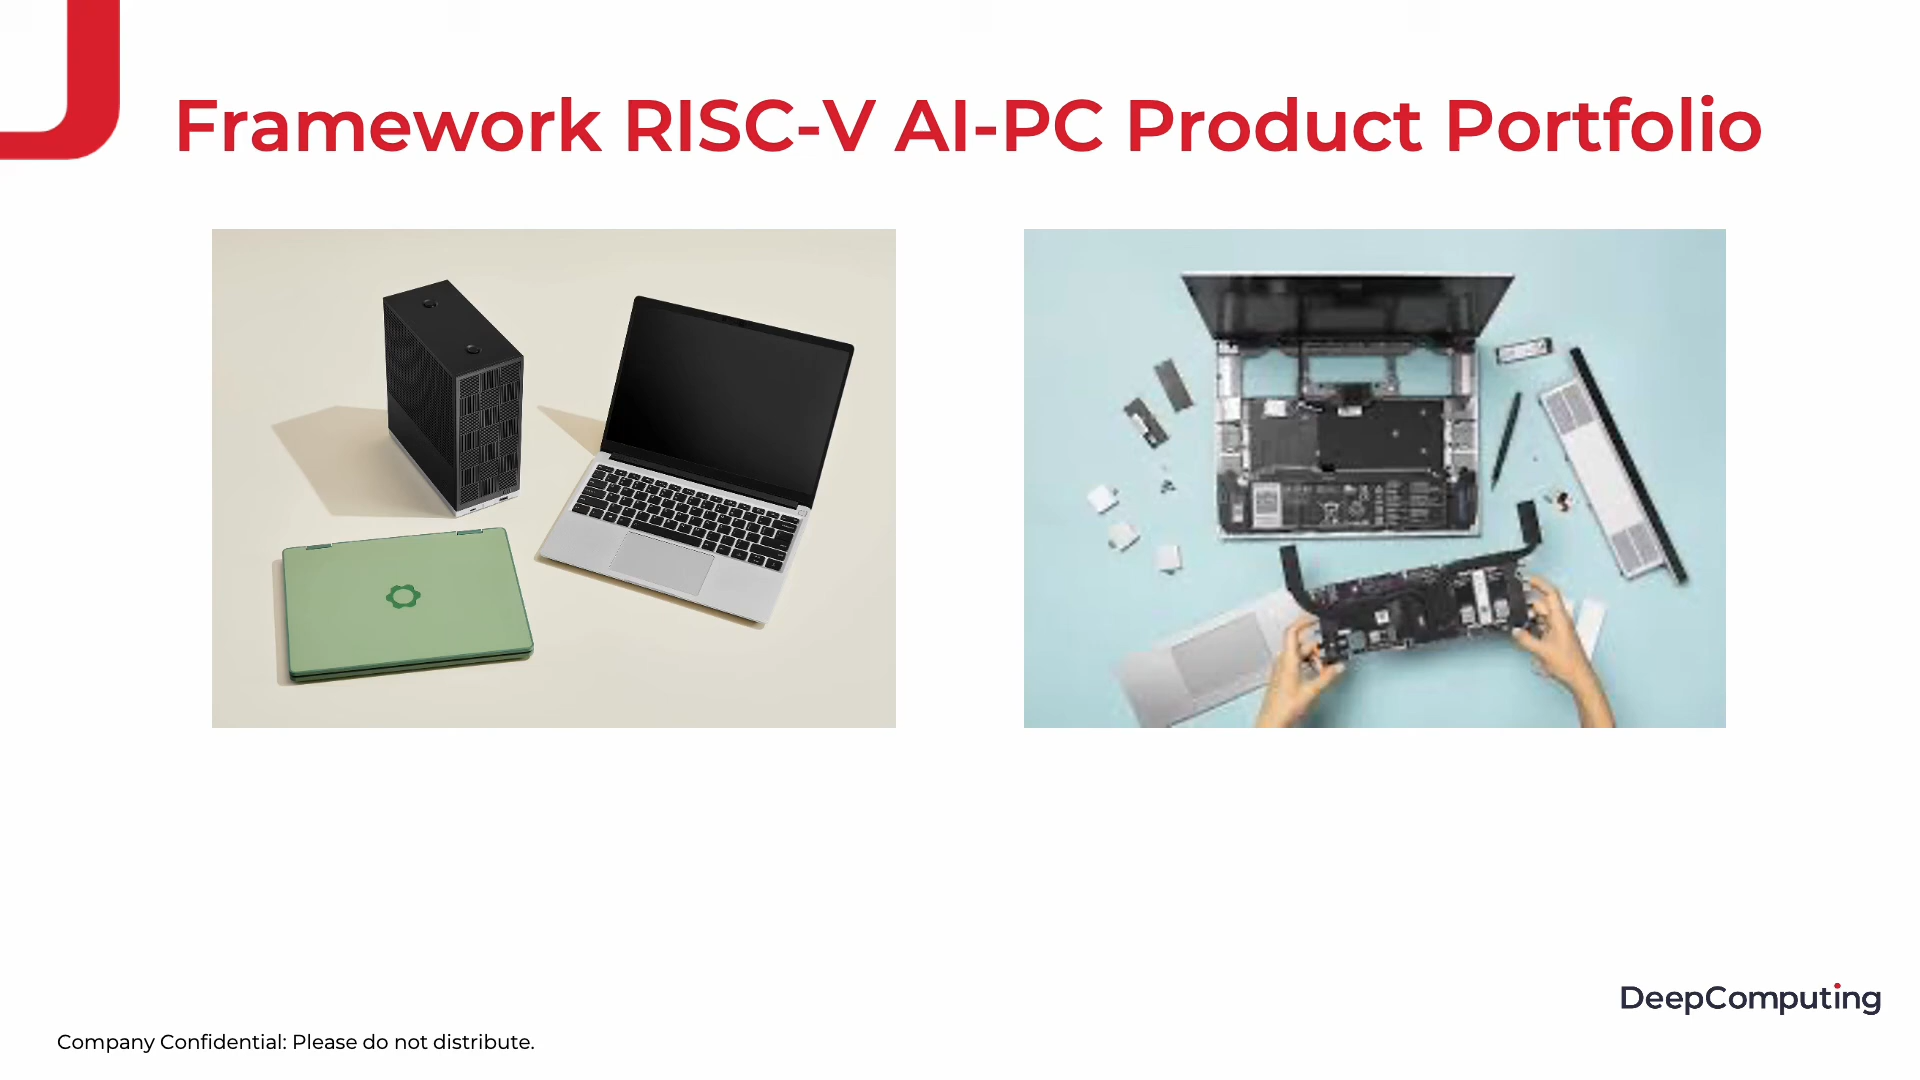 Framework RISC-V AI-PC Product Portfolio
DeepComputing
Company Confidential: Please do not distribute.